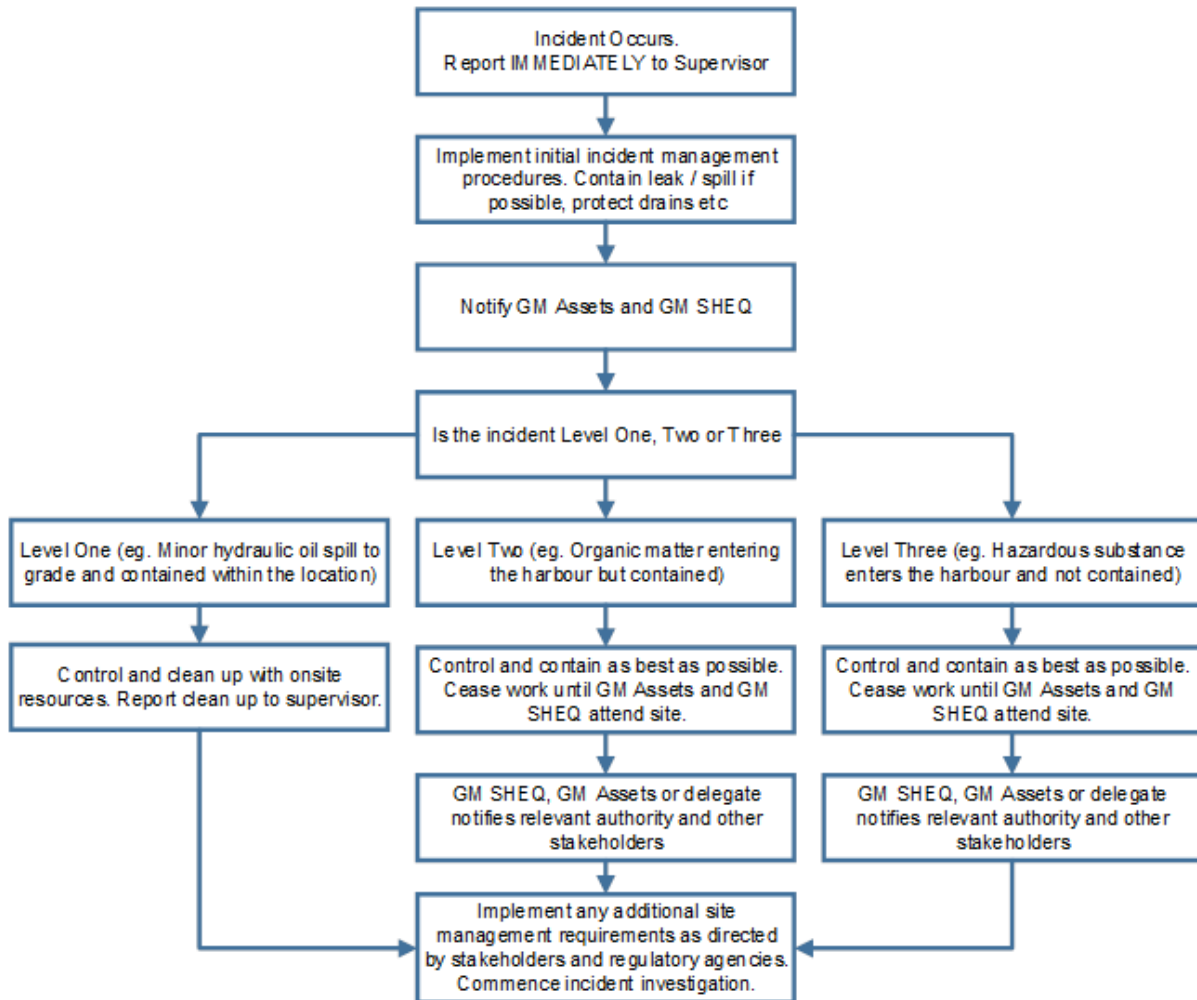 Incident Occurs.
Report IMMEDIATELY to Supervisor
Implement initial incident management
procedures. Contain leak / spill if
possible, protect drains etc
Notify GM Assets and GM SHEQ
Is the incident Level One, Two or Three
Level One (eg. Minor hydraulic oil spill to
grade and contained within the location)
Level Two (eg. Organic matter entering
the harbour but contained)
Level Three (eg. Hazardous substance
enters the harbour and not contained)
Control and clean up with onsite
resources. Report clean up to supervisor.
Control and contain as best as possible.
Cease work until GM Assets and GM
SHEQ attend site.
Control and contain as best as possible.
Cease work until GM Assets and GM
SHEQ attend site.
GM SHEQ, GM Assets or delegate
notifies relevant authority and other
stakeholders
GM SHEQ, GM Assets or delegate
notifies relevant authority and other
stakeholders
Implement any additional site
management requirements as directed
by stakeholders and regulatory agencies.
Commence incident investigation.